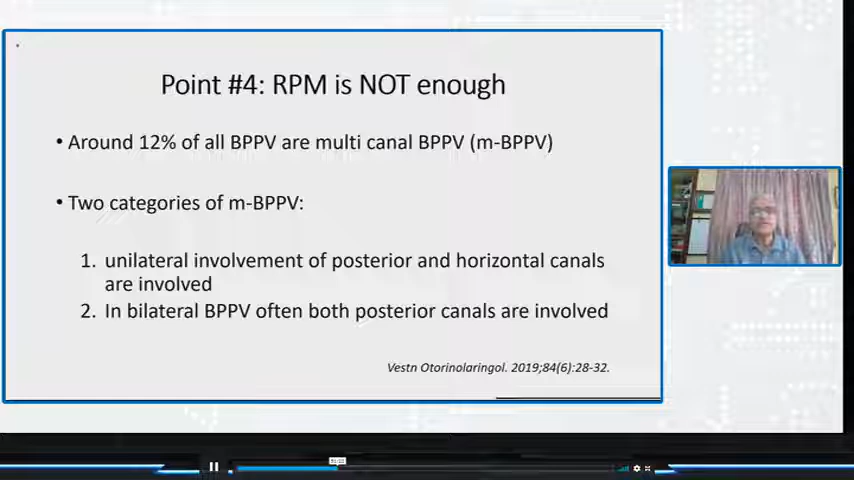 Point #4: RPM is NOT enough
• Around 12% of all BPPV are multi canal BPPV (m-BPPV)
• Two categories of m-BPPV:
1. unilateral involvement of posterior and horizontal canals
are involved
2. In bilateral BPPV often both posterior canals are involved
Vestn Otorinolaringol. 2019;84(6):28-32.